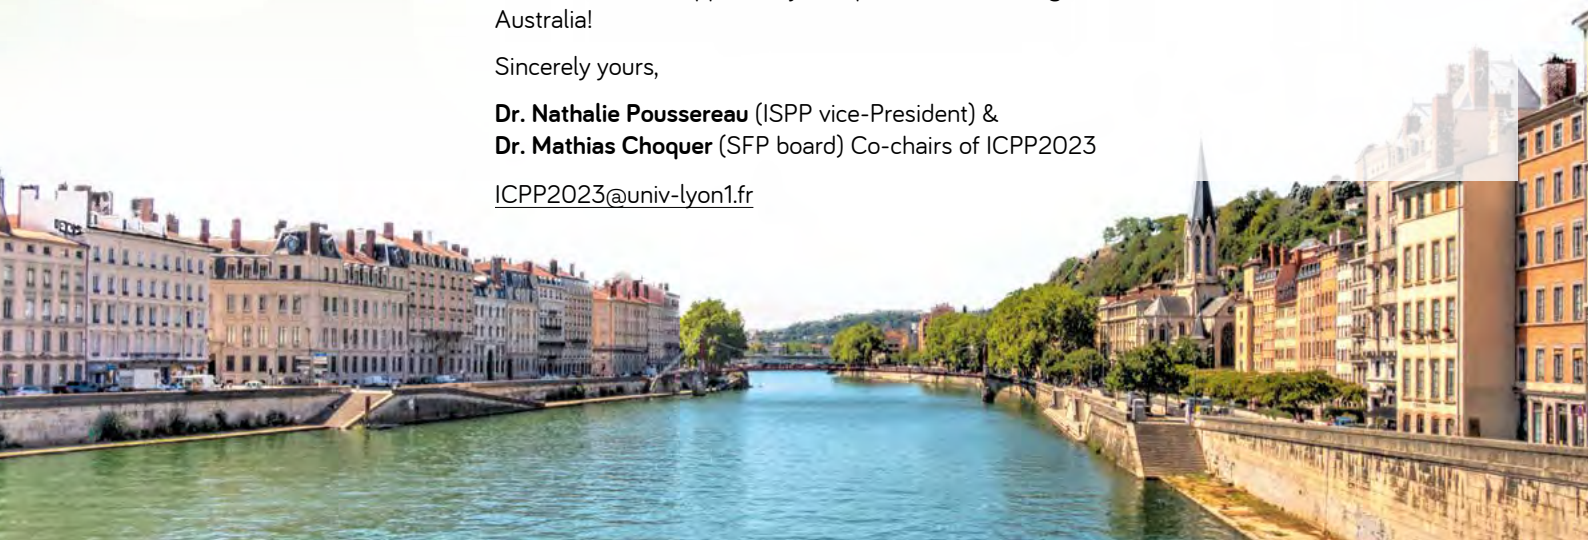 Australia!
Sincerely yours,
Dr. Nathalie Poussereau (ISPP vice-President) &
Dr. Mathias Choquer (SFP board) Co-chairs of ICPP2023
ICPP2023@univ-lyon1.fr